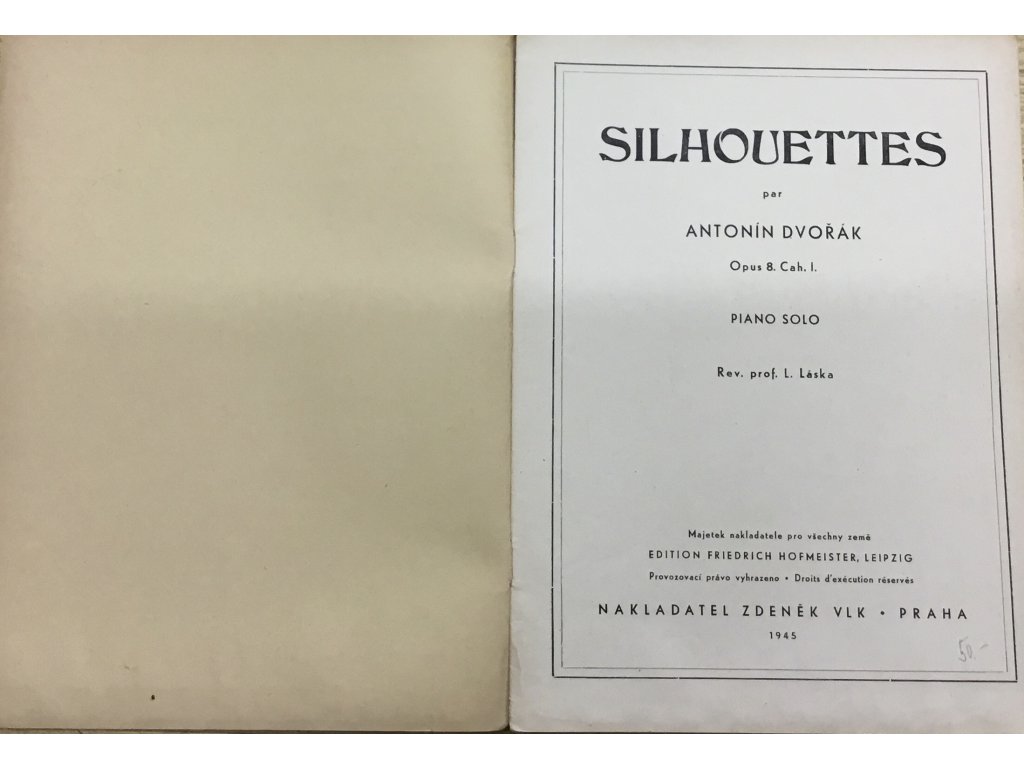 SILHOUETTES
par
ANTONÍN DVOŘÁK
Opus 8. Cah. I.
PIANO SOLO
Rev. prof. L. Láska
Majetek nakladatele pro všechny země
EDITION FRIEDRICH HOFMEISTER, LEIPZIG
Provozovací právo vyhrazeno • Droits d'exécution réservés
NAKLADATEL ZDENĚK VLK • PRAHA
1945
50.-